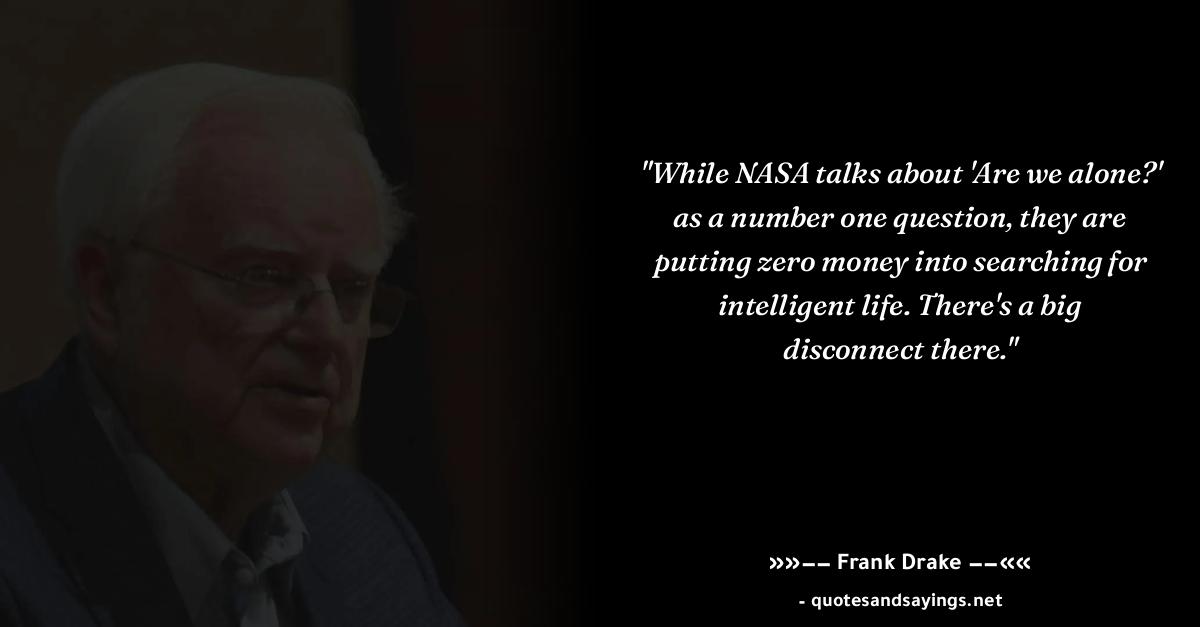 "While NASA talks about 'Are we alone?'
as a number one question, they are
putting zero money into searching for
intelligent life. There's a big
disconnect there."
»»−− Frank Drake −−««
- quotesandsayings.net